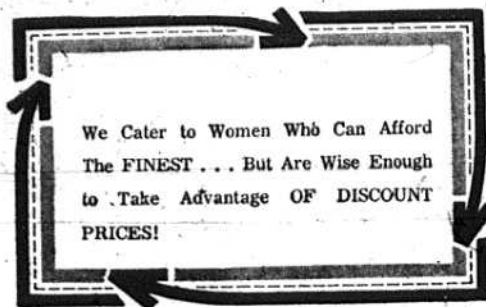 We Cater to Women Who Can Afford
The FINEST . . . But Are Wise Enough
to Take Advantage OF DISCOUNT
PRICES!